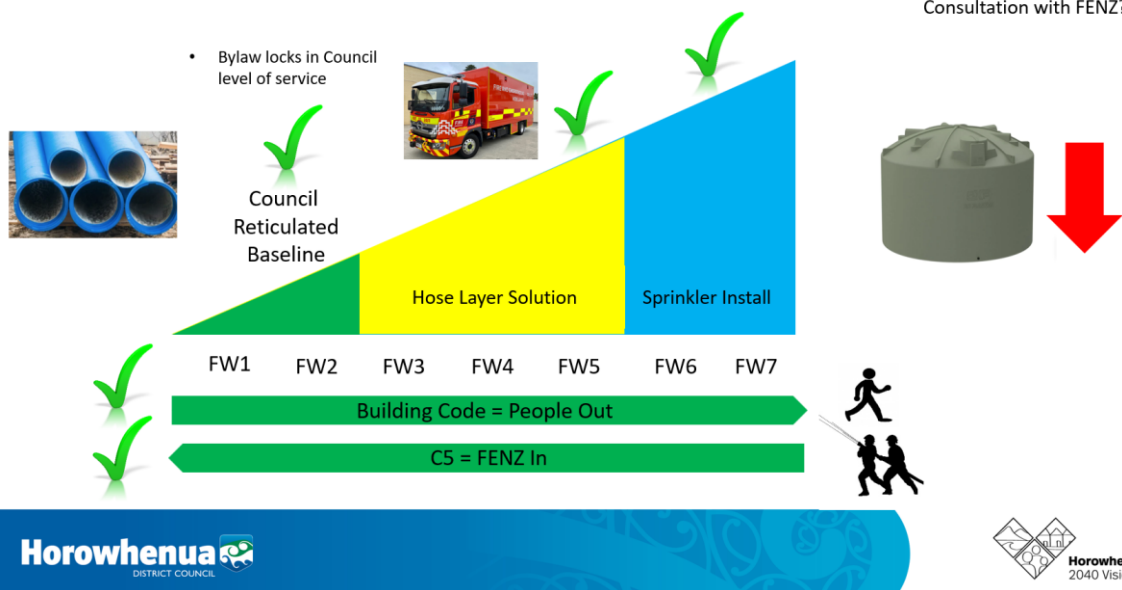 Consultation with FENZ?
• Bylaw locks in Council
level of service
Council
Reticulated
Baseline
Hose Layer Solution
Sprinkler Install
FW1
FW2
FW3
FW4
FW5
FW6
FW7
Building Code = People Out
C5 = FENZ In
Horowhenua
DISTRICT COUNCIL
Horowhe
2040 Visi